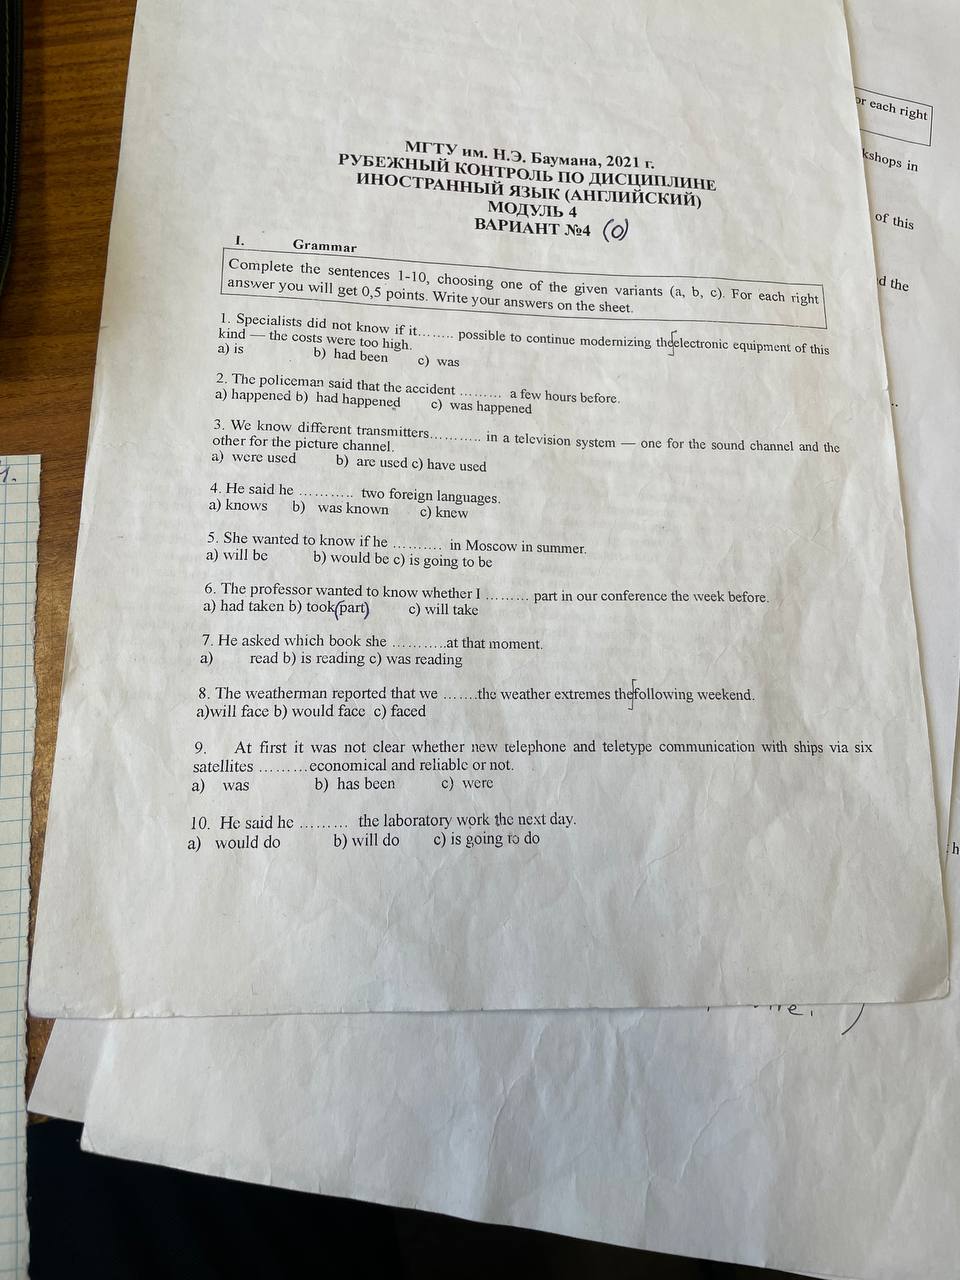 МГТУ им. Н.Э. Баумана, 2021 г.
РУБЕЖНЫЙ КОНТРОЛЬ ПО ДИСЦИПЛИНЕ
ИНОСТРАННЫЙ ЯЗЫК (АНГЛИЙСКИЙ)
МОДУЛЬ 4
ВАРИАНТ №4 (0)
I. Grammar
Complete the sentences 1-10, choosing one of the given variants (a, b, c). For each right
answer you will get 0,5 points. Write your answers on the sheet.
1. Specialists did not know if it........ possible to continue modernizing the electronic equipment of this
kind — the costs were too high.
a) is b) had been c) was
2. The policeman said that the accident ......... a few hours before.
a) happened b) had happened c) was happened
3. We know different transmitters........... in a television system — one for the sound channel and the
other for the picture channel.
a) were used b) are used c) have used
4. He said he ........... two foreign languages.
a) knows b) was known c) knew
5. She wanted to know if he .......... in Moscow in summer.
a) will be b) would be c) is going to be
6. The professor wanted to know whether I ......... part in our conference the week before.
a) had taken b) took (part) c) will take
7. He asked which book she ...........at that moment.
a) read b) is reading c) was reading
8. The weatherman reported that we .......the weather extremes the following weekend.
a)will face b) would face c) faced
9. At first it was not clear whether new telephone and teletype communication with ships via six
satellites .........economical and reliable or not.
a) was b) has been c) were
10. He said he ......... the laboratory work the next day.
a) would do b) will do c) is going to do
or each right
kshops in
of this
d the
h
1.